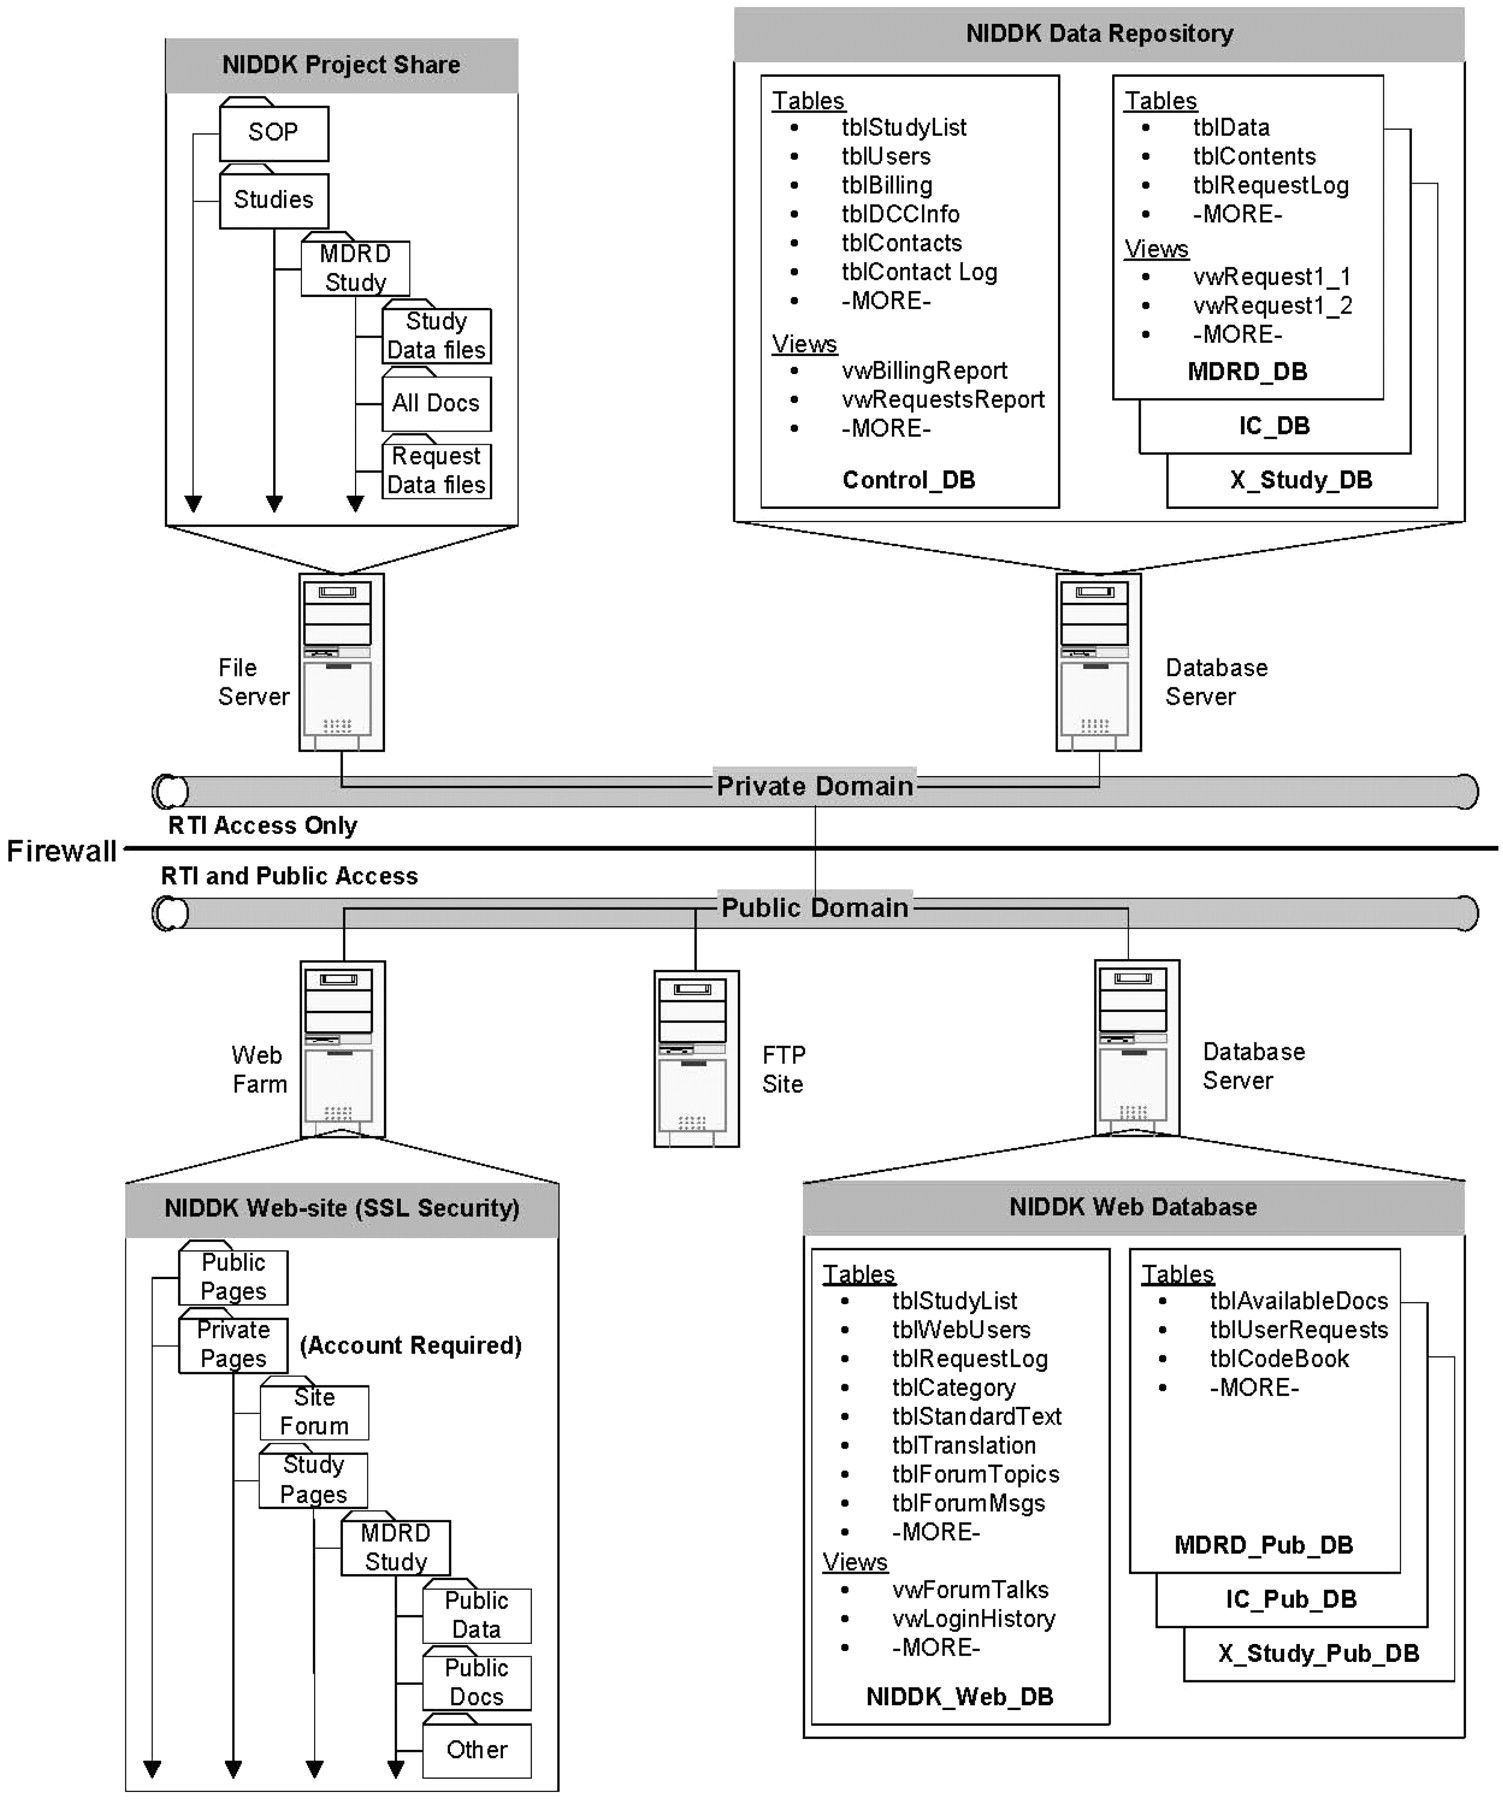 NIDDK Project Share
SOP
Studies
MDRD
Study
Study
Data files
All Docs
Request
Data files
NIDDK Data Repository
Tables
• tblStudyList
• tblUsers
• tblBilling
• tblDCCInfo
• tblContacts
• tblContact Log
• -MORE-
Views
• vwBillingReport
• vwRequestsReport
• -MORE-
Control_DB
Tables
• tblData
• tblContents
• tblRequestLog
• -MORE-
Views
• vwRequest1_1
• vwRequest1_2
• -MORE-
MDRD_DB
IC_DB
X_Study_DB
File
Server
Database
Server
Private Domain
RTI Access Only
Firewall
RTI and Public Access
Public Domain
Web
Farm
FTP
Site
Database
Server
NIDDK Web-site (SSL Security)
Public
Pages
Private
Pages
(Account Required)
Site
Forum
Study
Pages
MDRD
Study
Public
Data
Public
Docs
Other
NIDDK Web Database
Tables
• tblStudyList
• tblWebUsers
• tblRequestLog
• tblCategory
• tblStandardText
• tblTranslation
• tblForumTopics
• tblForumMsgs
• -MORE-
Views
• vwForumTalks
• vwLoginHistory
• -MORE-
NIDDK_Web_DB
Tables
• tblAvailableDocs
• tblUserRequests
• tblCodeBook
• -MORE-
MDRD_Pub_DB
IC_Pub_DB
X_Study_Pub_DB